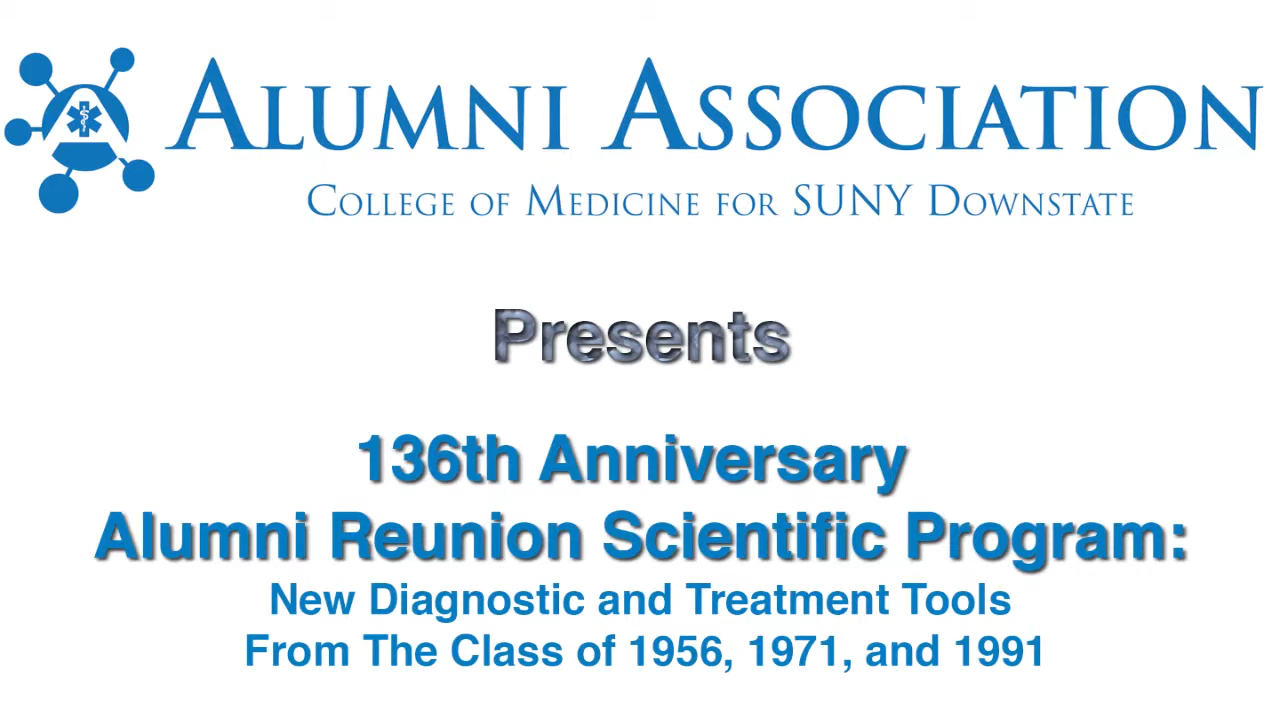 ALUMNI ASSOCIATION
COLLEGE OF MEDICINE FOR SUNY DOWNSTATE
Presents
136th Anniversary
Alumni Reunion Scientific Program:
New Diagnostic and Treatment Tools
From The Class of 1956, 1971, and 1991